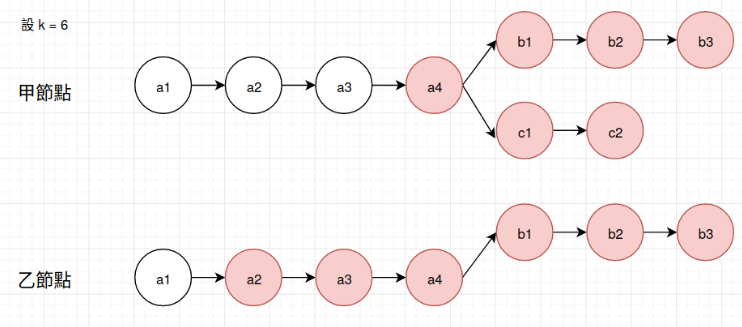 設 k = 6
b1 b2 b3
甲節點 a1 a2 a3 a4
c1 c2
b1 b2 b3
乙節點 a1 a2 a3 a4